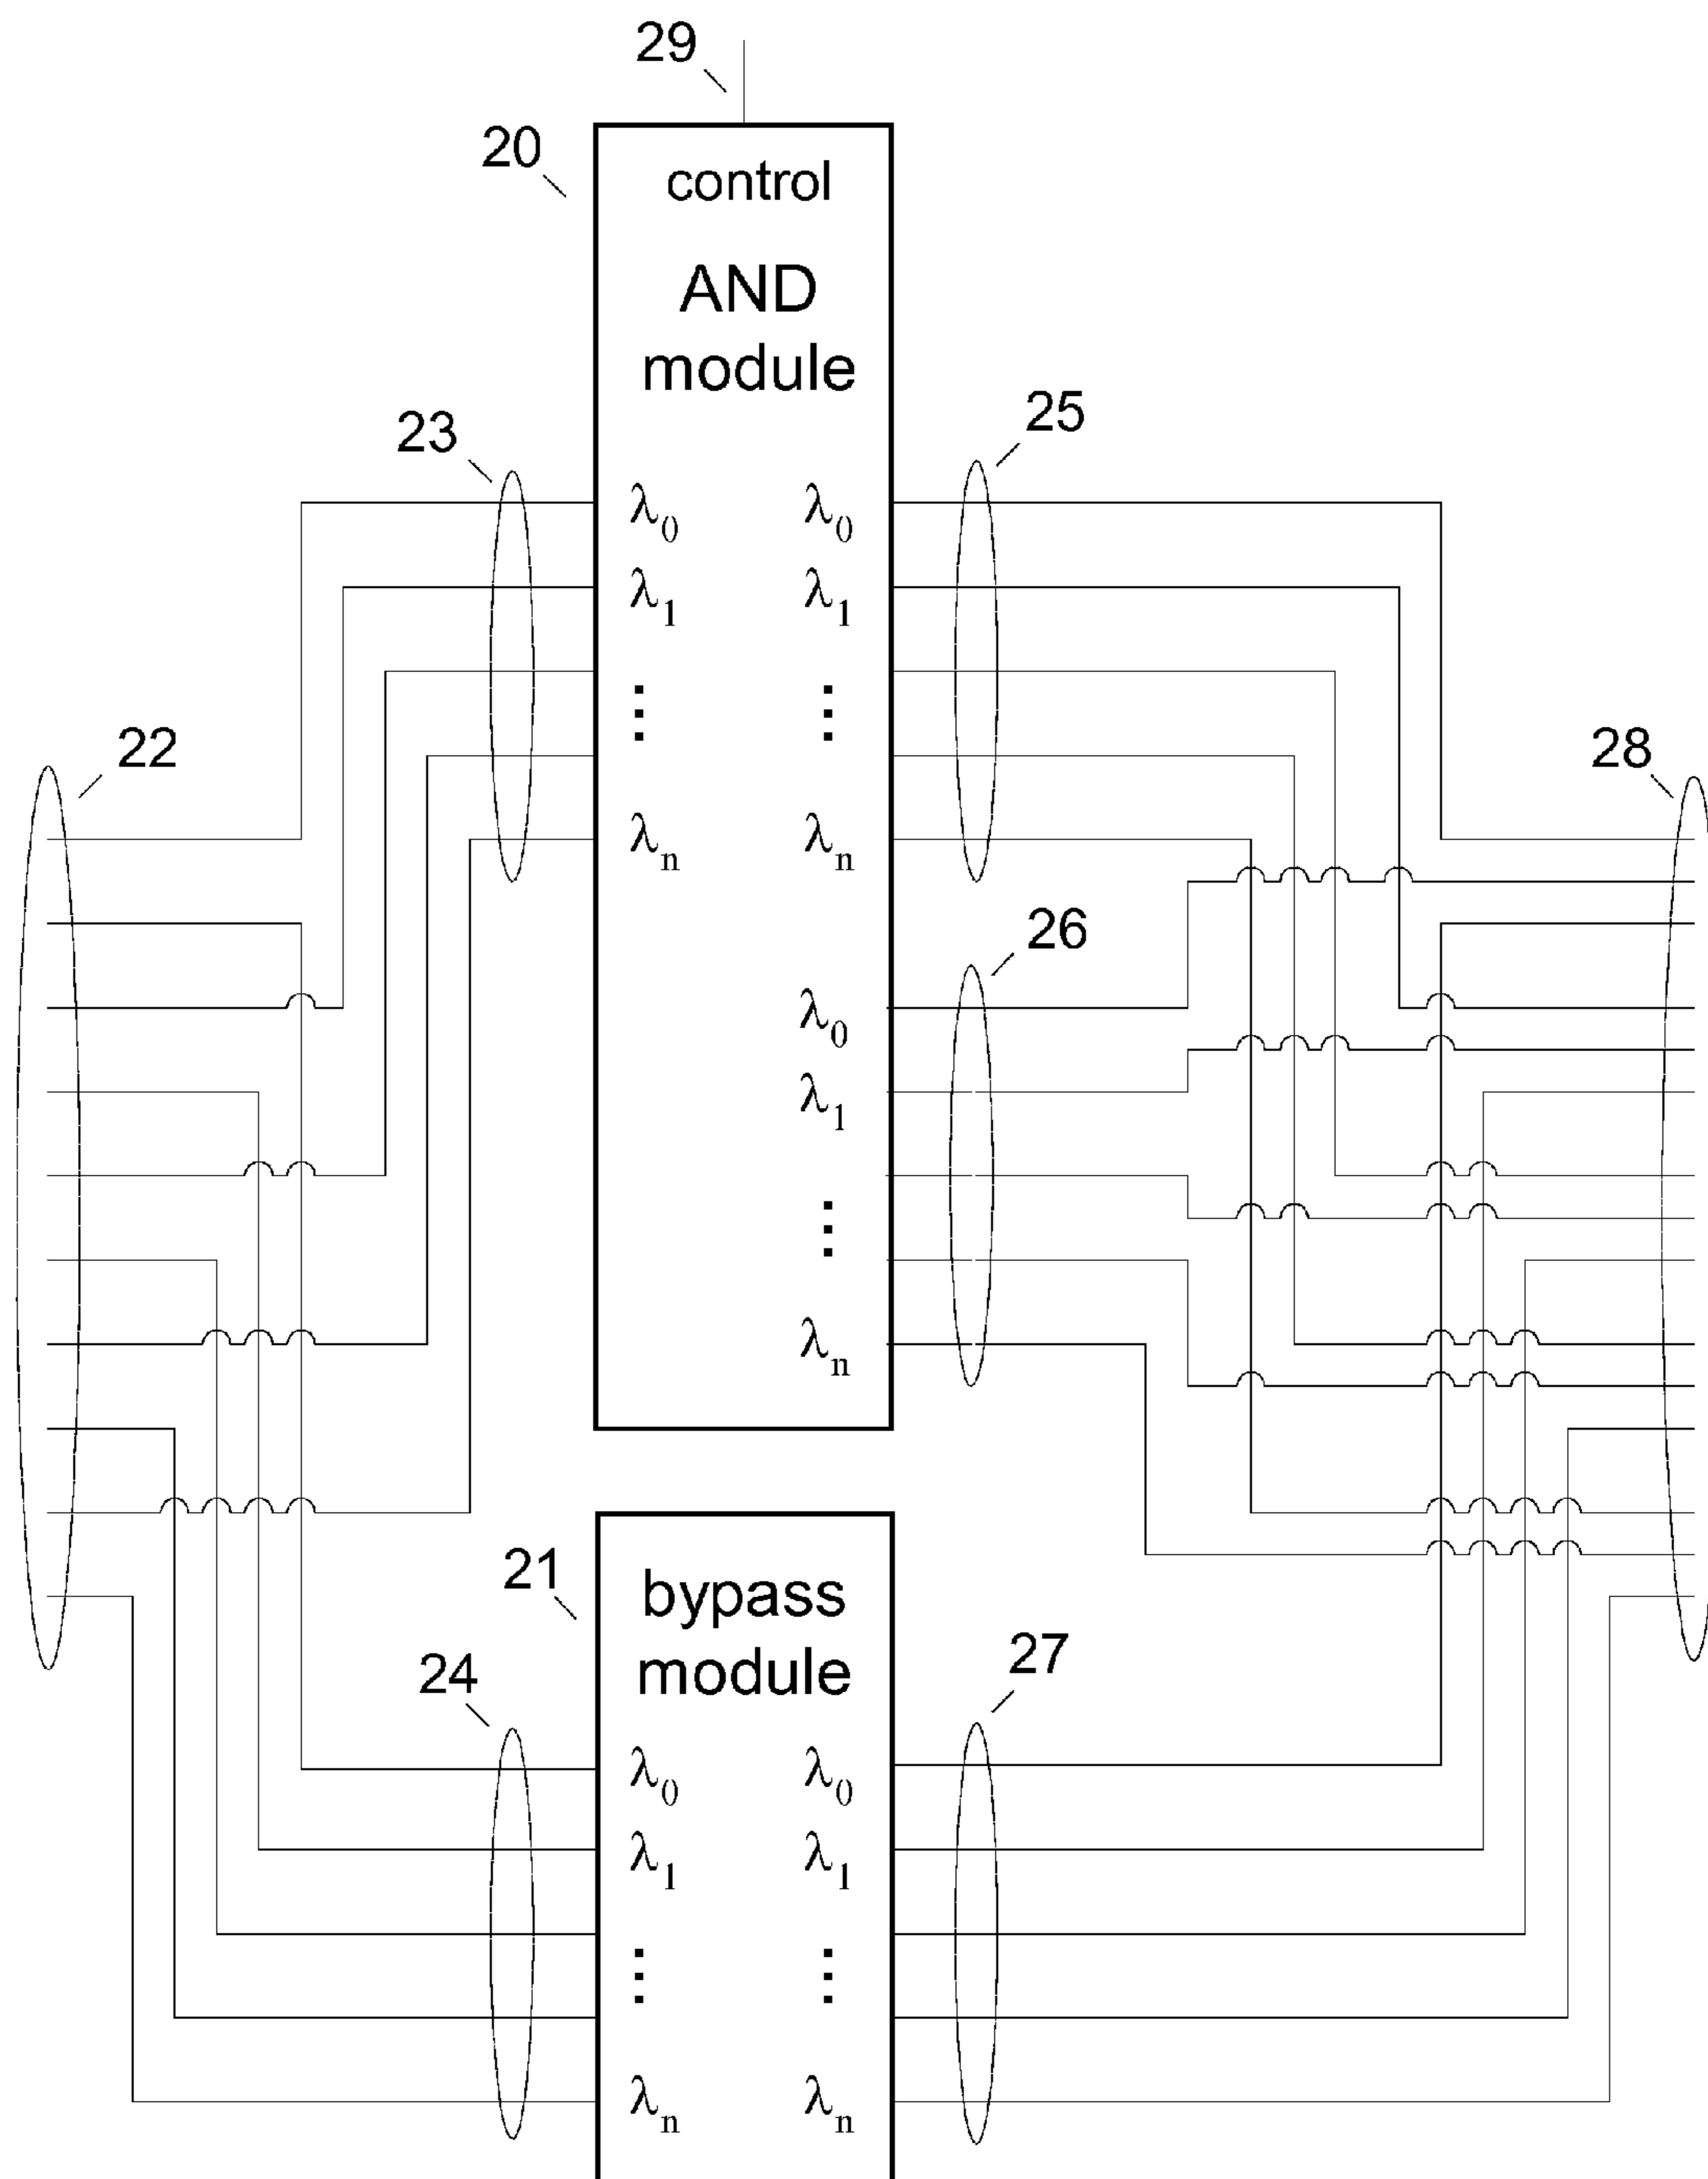 29
20
control
AND
module
23
25
22
28
λ0 λ0
λ1 λ1
⋮ ⋮
λn λn
26
λ0
λ1
⋮
λn
21
bypass
module
24
27
λ0 λ0
λ1 λ1
⋮ ⋮
λn λn